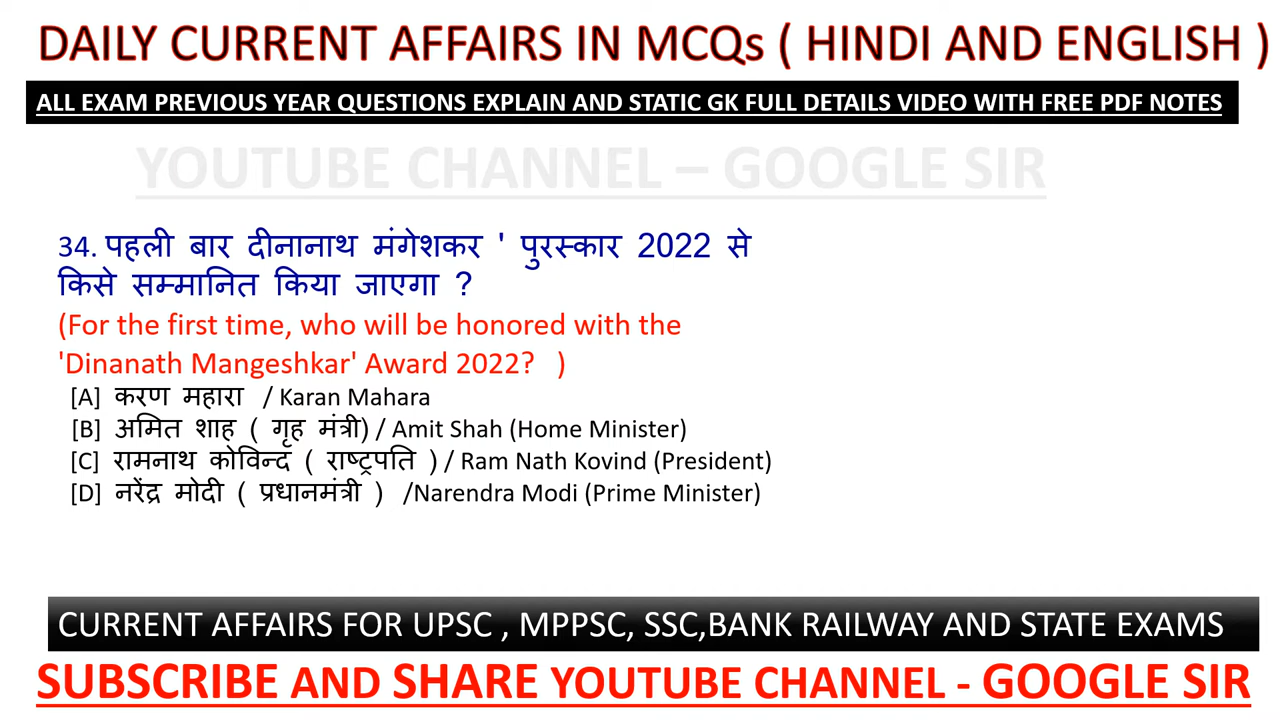 DAILY CURRENT AFFAIRS IN MCQs ( HINDI AND ENGLISH )
ALL EXAM PREVIOUS YEAR QUESTIONS EXPLAIN AND STATIC GK FULL DETAILS VIDEO WITH FREE PDF NOTES
YOUTUBE CHANNEL – GOOGLE SIR
34. पहली बार दीनानाथ मंगेशकर ' पुरस्कार 2022 से
किसे सम्मानित किया जाएगा ?
(For the first time, who will be honored with the
'Dinanath Mangeshkar' Award 2022? )
[A] करण महारा / Karan Mahara
[B] अमित शाह ( गृह मंत्री) / Amit Shah (Home Minister)
[C] रामनाथ कोविन्द ( राष्ट्रपति ) / Ram Nath Kovind (President)
[D] नरेंद्र मोदी ( प्रधानमंत्री ) /Narendra Modi (Prime Minister)
CURRENT AFFAIRS FOR UPSC , MPPSC, SSC,BANK RAILWAY AND STATE EXAMS
SUBSCRIBE AND SHARE YOUTUBE CHANNEL - GOOGLE SIR